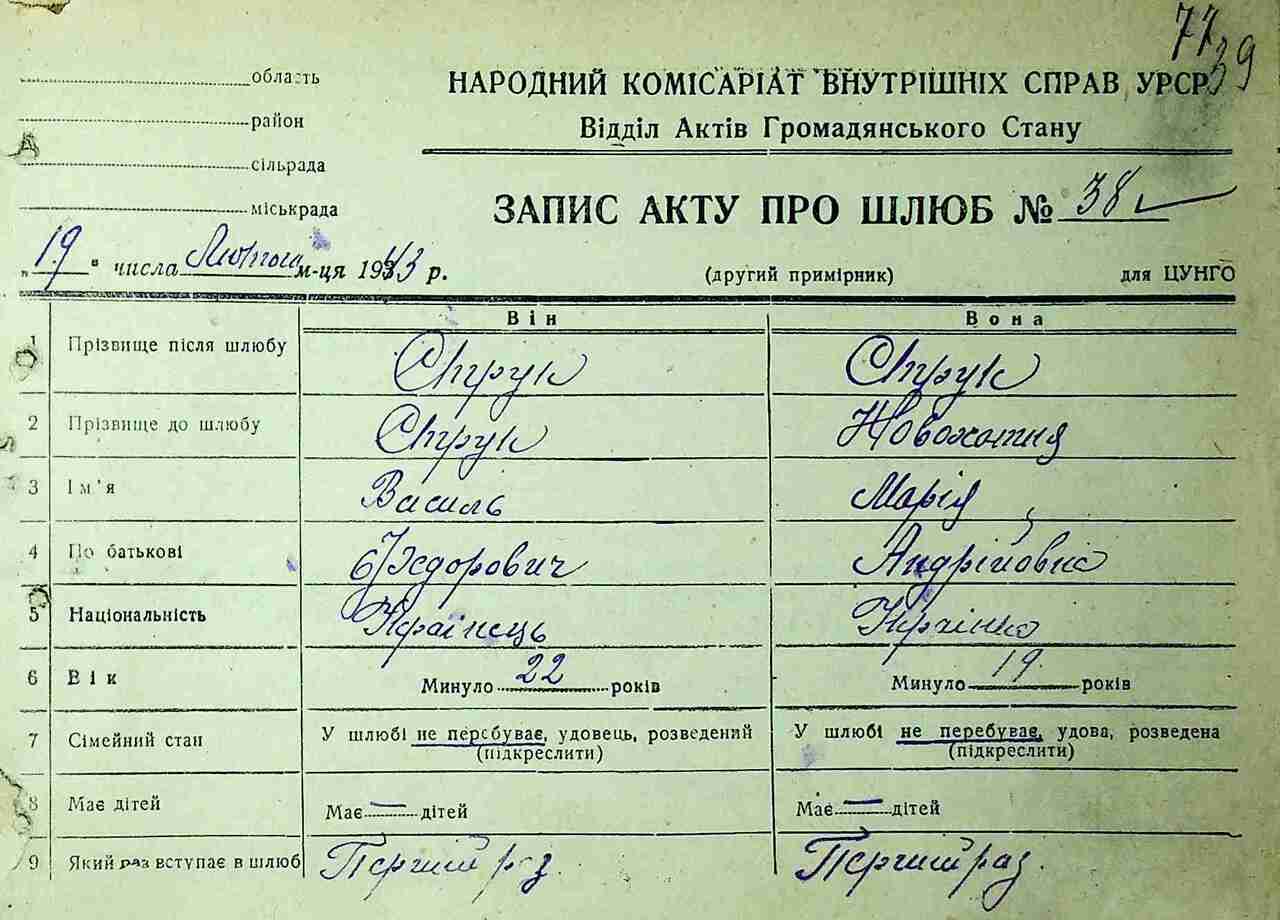 77
39
область
район
сільрада
міськрада
НАРОДНИЙ КОМІСАРІАТ ВНУТРІШНІХ СПРАВ УРСР
Відділ Актів Громадянського Стану
ЗАПИС АКТУ ПРО ШЛЮБ № 38
„19“ числа Лютого м-ця 1943 р.
(другий примірник) для ЦУНГО
Він Вона
1 Прізвище після шлюбу Струк Струк
2 Прізвище до шлюбу Струк Новохатня
3 Ім'я Василь Марія
4 По батькові Федорович Андріївна
5 Національність Українець Українка
6 Вік Минуло 22 років Минуло 19 років
7 Сімейний стан У шлюбі не перебуває, удовець, розведений У шлюбі не перебуває, удова, розведена
(підкреслити) (підкреслити)
8 Має дітей Має — дітей Має — дітей
9 Який раз вступає в шлюб Перший раз. Перший раз.